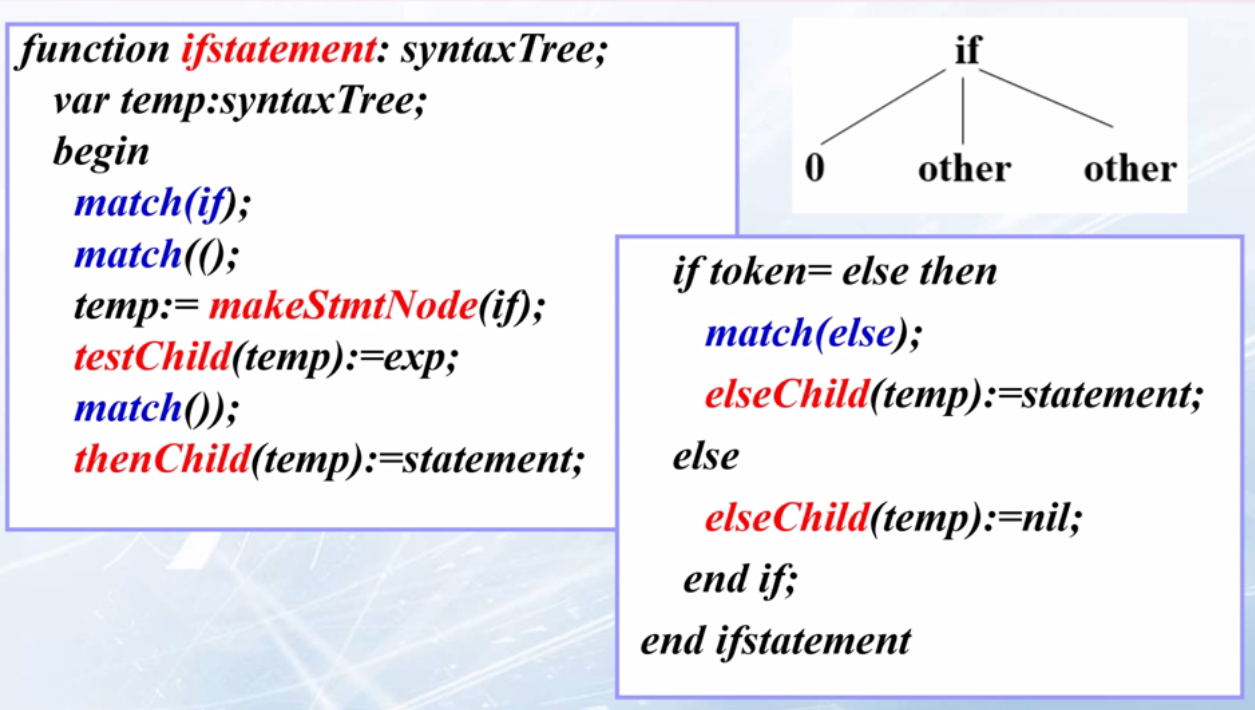 function ifstatement: syntaxTree;
var temp:syntaxTree;
begin
match(if);
match(();
temp:= makeStmtNode(if);
testChild(temp):=exp;
match());
thenChild(temp):=statement;
if
0 other other
if token= else then
match(else);
elseChild(temp):=statement;
else
elseChild(temp):=nil;
end if;
end ifstatement